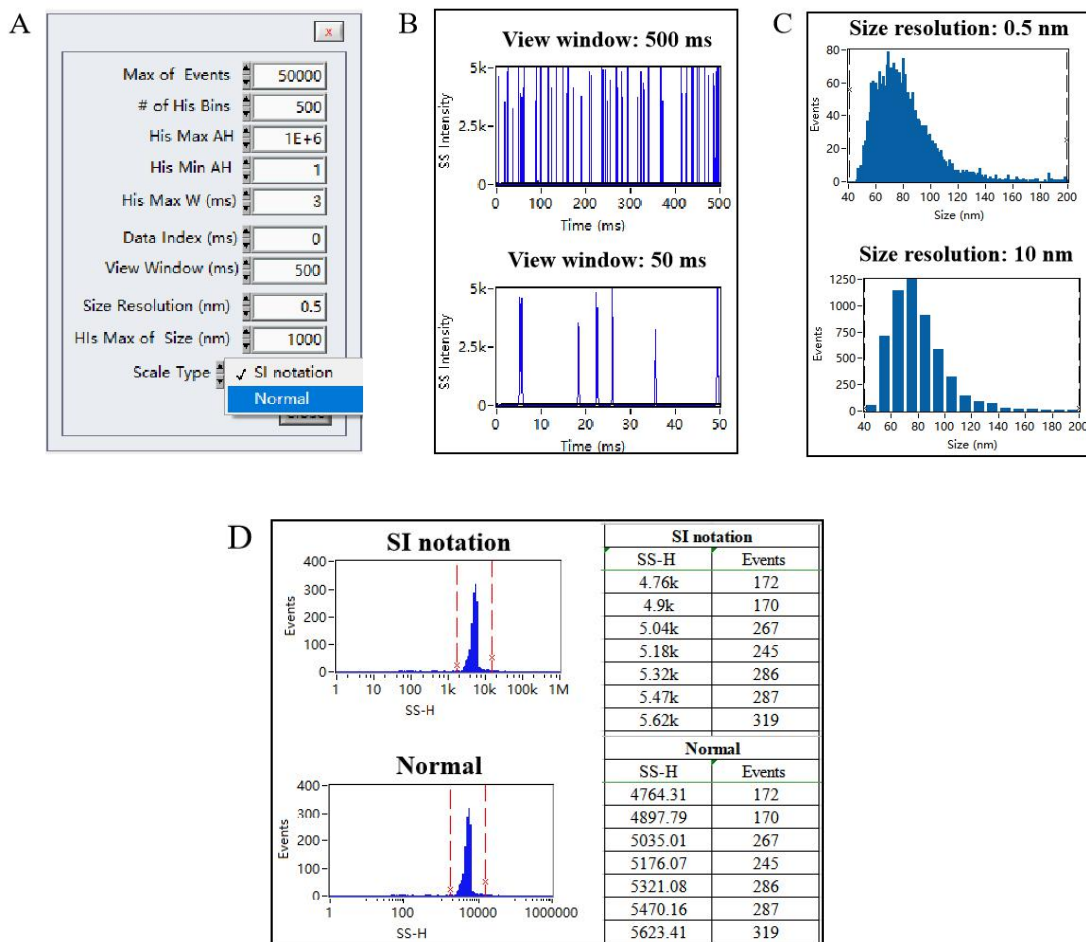 A
x
Max of Events 50000
# of His Bins 500
His Max AH 1E+6
His Min AH 1
His Max W (ms) 3
Data Index (ms) 0
View Window (ms) 500
Size Resolution (nm) 0.5
HIs Max of Size (nm) 1000
Scale Type ✓ SI notation
Normal
B
View window: 500 ms
SS Intensity
5k
2.5k
0
0 100 200 300 400 500
Time (ms)
View window: 50 ms
SS Intensity
5k
2.5k
0
0 10 20 30 40 50
Time (ms)
C
Size resolution: 0.5 nm
Events
80
60
40
20
0
40 60 80 100 120 140 160 180 200
Size (nm)
Size resolution: 10 nm
Events
1250
1000
750
500
250
0
40 60 80 100 120 140 160 180 200
Size (nm)
D
SI notation
Events
400
300
200
100
0
1 10 100 1k 10k 100k 1M
SS-H
SI notation
SS-H Events
4.76k 172
4.9k 170
5.04k 267
5.18k 245
5.32k 286
5.47k 287
5.62k 319
Normal
Events
400
300
200
100
0
1 100 10000 1000000
SS-H
Normal
SS-H Events
4764.31 172
4897.79 170
5035.01 267
5176.07 245
5321.08 286
5470.16 287
5623.41 319